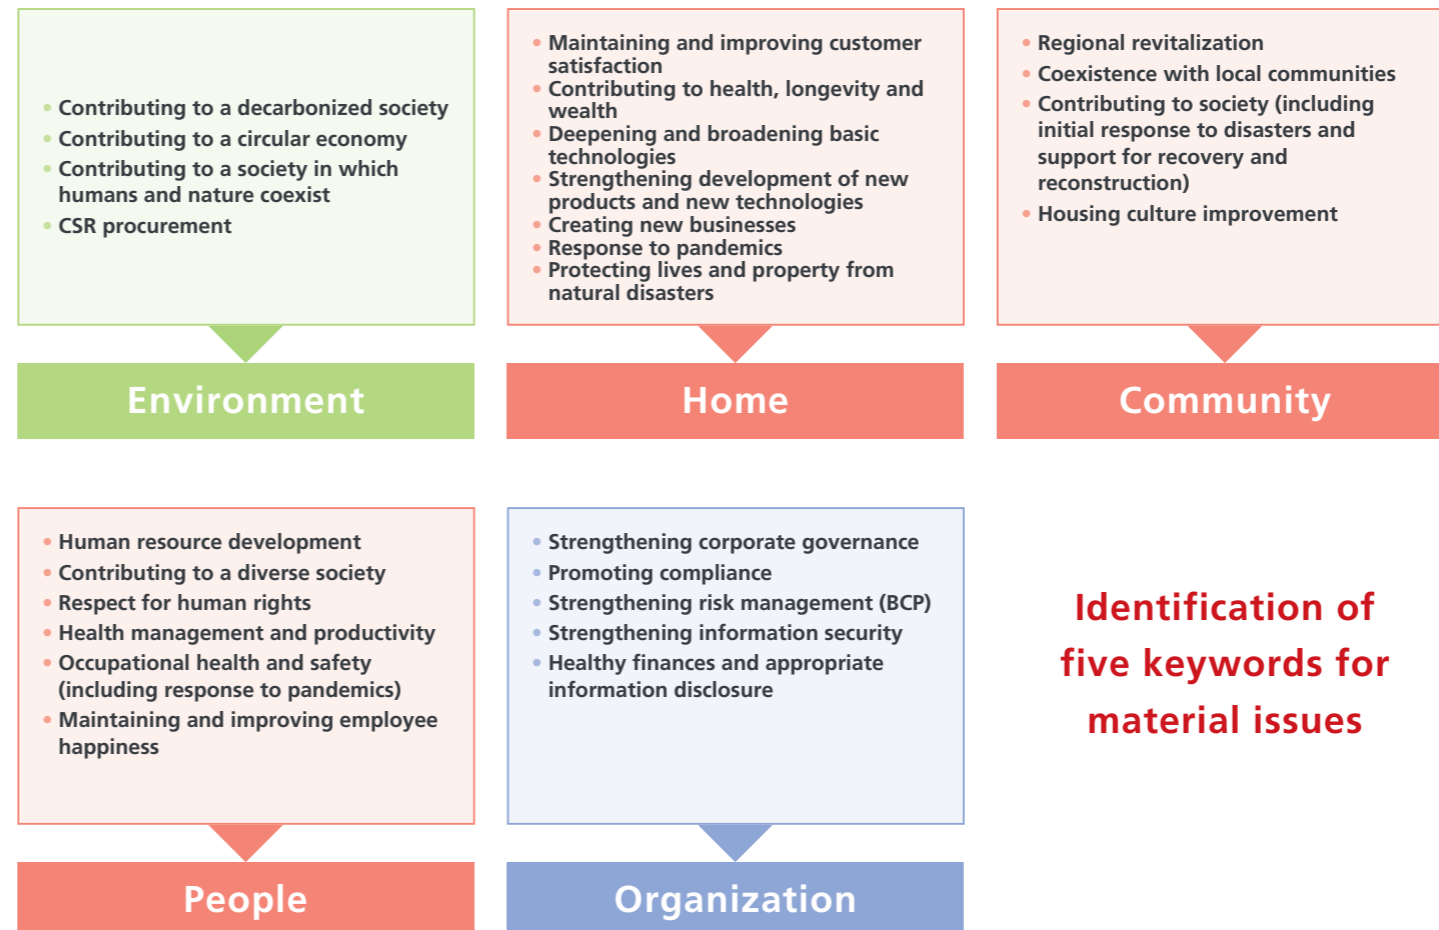 • Contributing to a decarbonized society
• Contributing to a circular economy
• Contributing to a society in which
humans and nature coexist
• CSR procurement
Environment
• Maintaining and improving customer
satisfaction
• Contributing to health, longevity and
wealth
• Deepening and broadening basic
technologies
• Strengthening development of new
products and new technologies
• Creating new businesses
• Response to pandemics
• Protecting lives and property from
natural disasters
Home
• Regional revitalization
• Coexistence with local communities
• Contributing to society (including
initial response to disasters and
support for recovery and
reconstruction)
• Housing culture improvement
Community
• Human resource development
• Contributing to a diverse society
• Respect for human rights
• Health management and productivity
• Occupational health and safety
(including response to pandemics)
• Maintaining and improving employee
happiness
People
• Strengthening corporate governance
• Promoting compliance
• Strengthening risk management (BCP)
• Strengthening information security
• Healthy finances and appropriate
information disclosure
Organization
Identification of
five keywords for
material issues